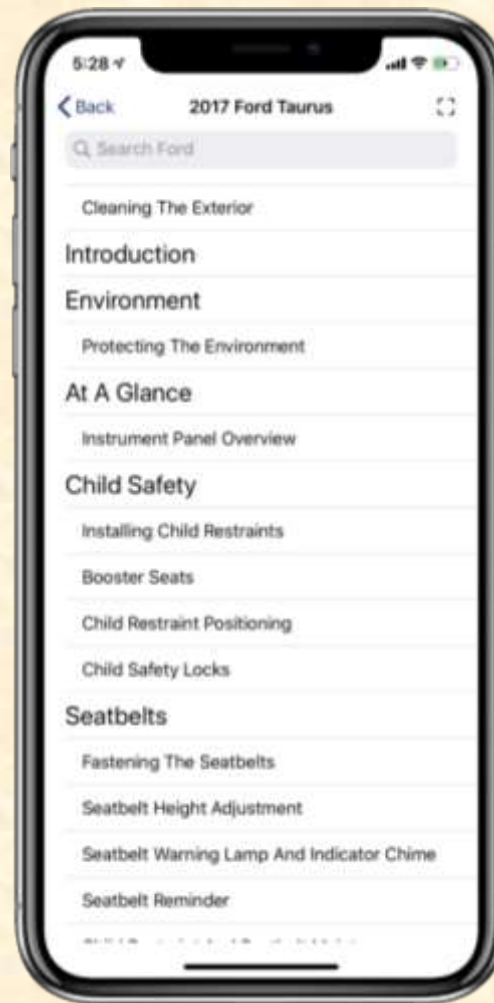 5:28
Back 2017 Ford Taurus
Search Ford
Cleaning The Exterior
Introduction
Environment
Protecting The Environment
At A Glance
Instrument Panel Overview
Child Safety
Installing Child Restraints
Booster Seats
Child Restraint Positioning
Child Safety Locks
Seatbelts
Fastening The Seatbelts
Seatbelt Height Adjustment
Seatbelt Warning Lamp And Indicator Chime
Seatbelt Reminder